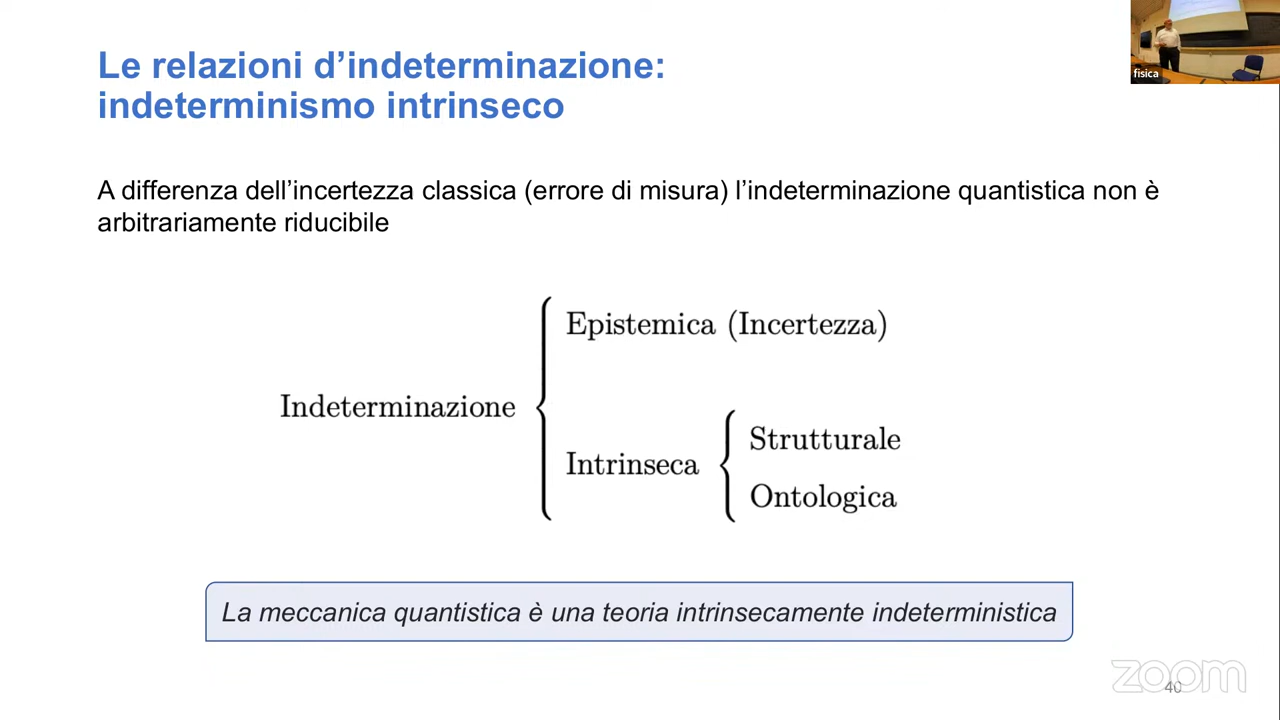 Le relazioni d’indeterminazione:
indeterminismo intrinseco
fisica
A differenza dell’incertezza classica (errore di misura) l’indeterminazione quantistica non è
arbitrariamente riducibile
Epistemica (Incertezza)
Indeterminazione
Strutturale
Intrinseca
Ontologica
La meccanica quantistica è una teoria intrinsecamente indeterministica
zoom
40